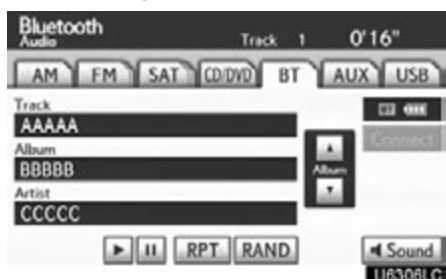 Bluetooth
Audio Track 1 0'16"
AM FM SAT CD/DVD BT AUX USB
Track
AAAAA
Connect
Album
BBBBB
Album
Artist
CCCCC
RPT RAND Sound
U6306LC